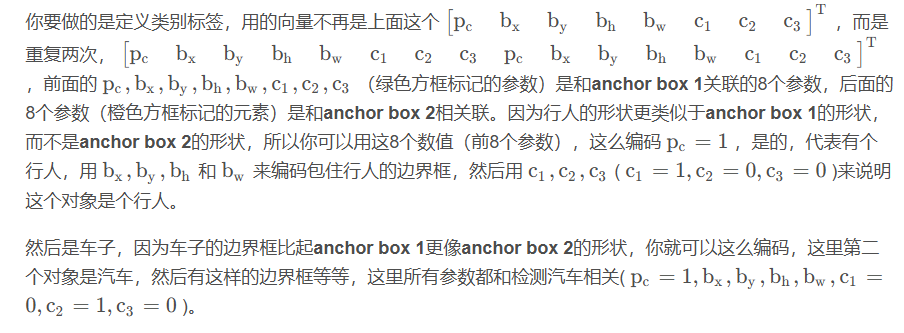 你要做的是定义类别标签，用的向量不再是上面这个 [p_c b_x b_y b_h b_w c_1 c_2 c_3]^T ，而是
重复两次， [p_c b_x b_y b_h b_w c_1 c_2 c_3 p_c b_x b_y b_h b_w c_1 c_2 c_3]^T
，前面的 p_c, b_x, b_y, b_h, b_w, c_1, c_2, c_3 （绿色方框标记的参数）是和anchor box 1关联的8个参数，后面的
8个参数（橙色方框标记的元素）是和anchor box 2相关联。因为行人的形状更类似于anchor box 1的形状，
而不是anchor box 2的形状，所以你可以用这8个数值（前8个参数），这么编码 p_c = 1 ，是的，代表有个
行人，用 b_x, b_y, b_h 和 b_w 来编码包住行人的边界框，然后用 c_1, c_2, c_3 ( c_1 = 1, c_2 = 0, c_3 = 0 )来说明
这个对象是个行人。
然后是车子，因为车子的边界框比起anchor box 1更像anchor box 2的形状，你就可以这么编码，这里第二
个对象是汽车，然后有这样的边界框等等，这里所有参数都和检测汽车相关( p_c = 1, b_x, b_y, b_h, b_w, c_1 =
0, c_2 = 1, c_3 = 0 )。